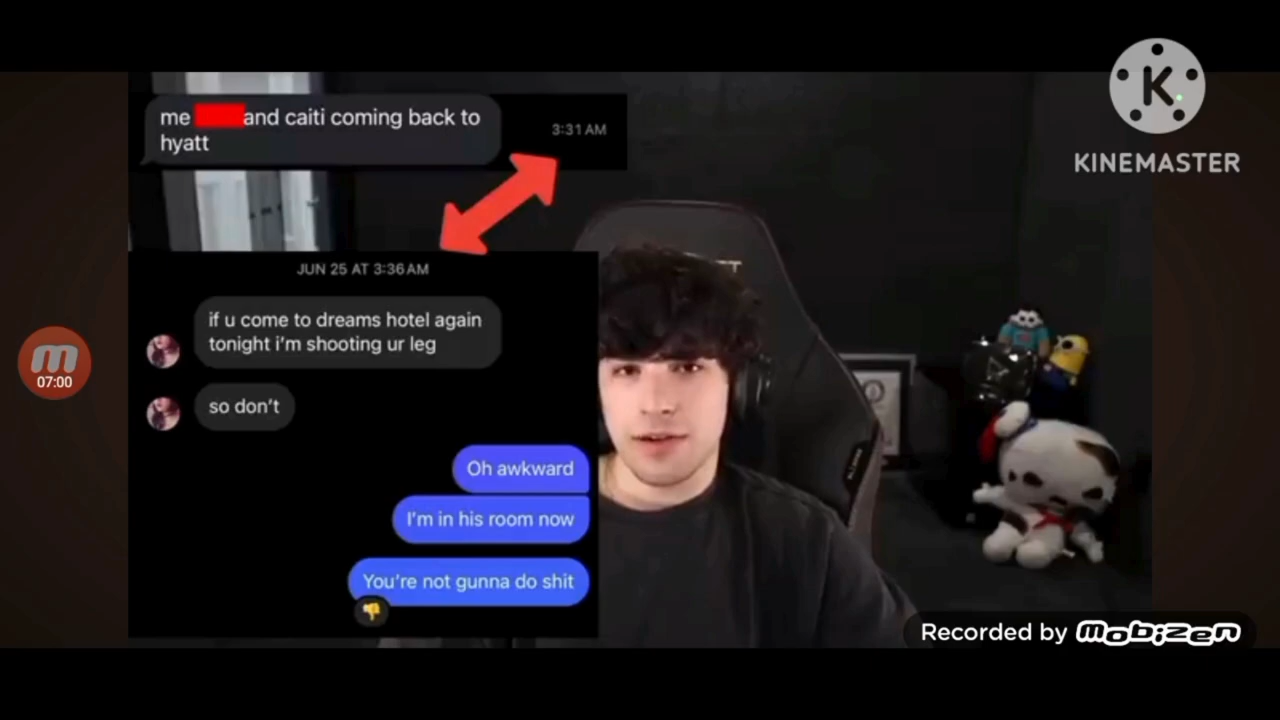 me and caiti coming back to
hyatt
3:31 AM
JUN 25 AT 3:36 AM
if u come to dreams hotel again
tonight i'm shooting ur leg
so don't
Oh awkward
I'm in his room now
You're not gunna do shit
K
KINEMASTER
m
07:00
Recorded by mobizen